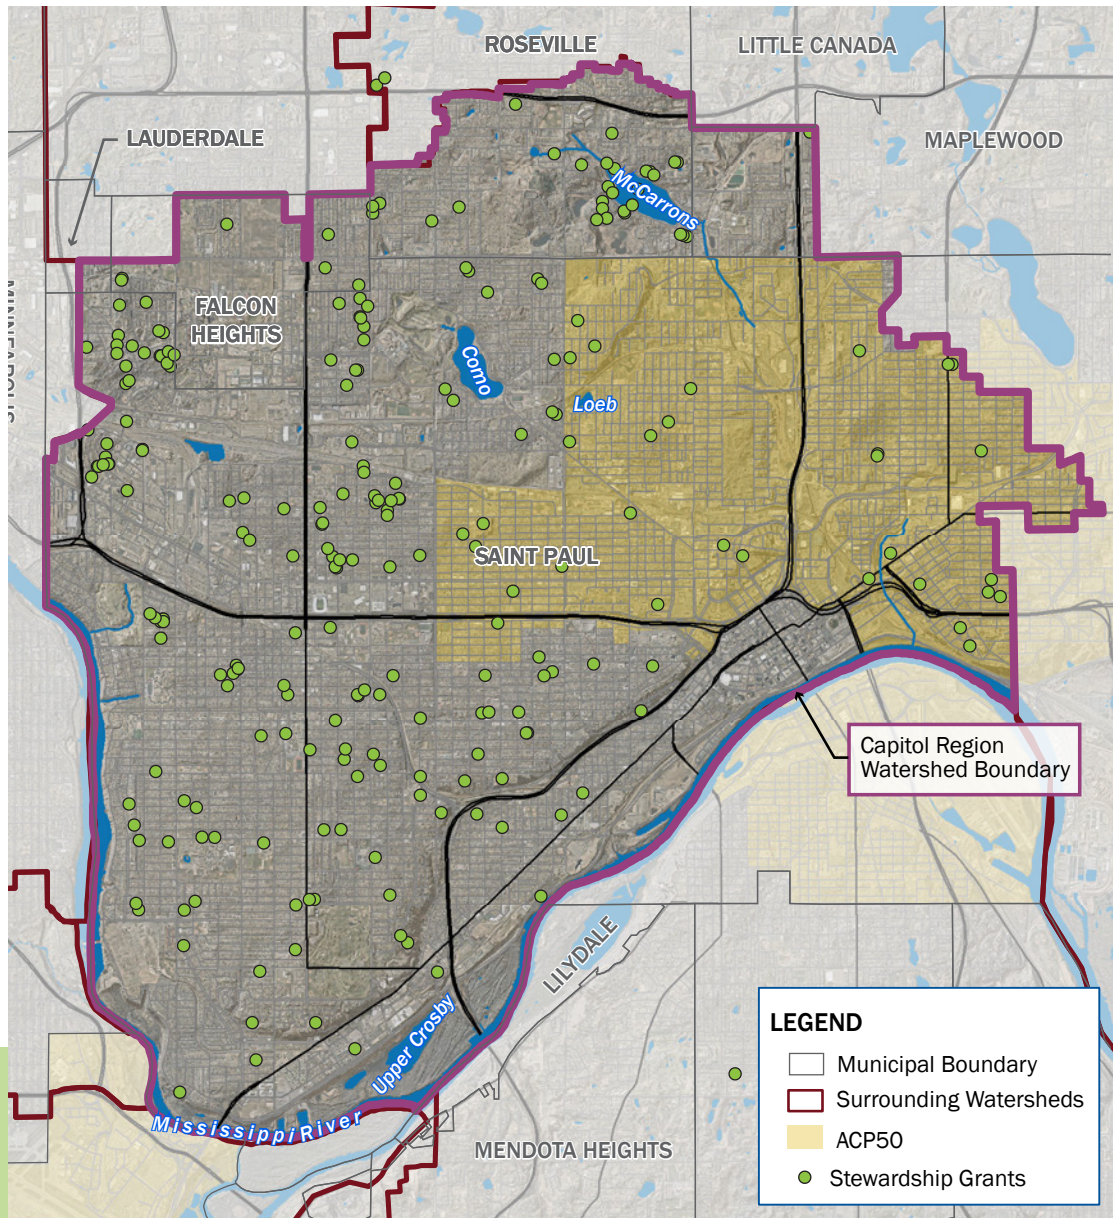 ROSEVILLE
LITTLE CANADA
LAUDERDALE
MAPLEWOOD
McCarrons
FALCON
HEIGHTS
MINNEAPOLIS
Como
Loeb
SAINT PAUL
Capitol Region
Watershed Boundary
LILYDALE
Upper Crosby
Mississippi River
MENDOTA HEIGHTS
LEGEND
Municipal Boundary
Surrounding Watersheds
ACP50
Stewardship Grants